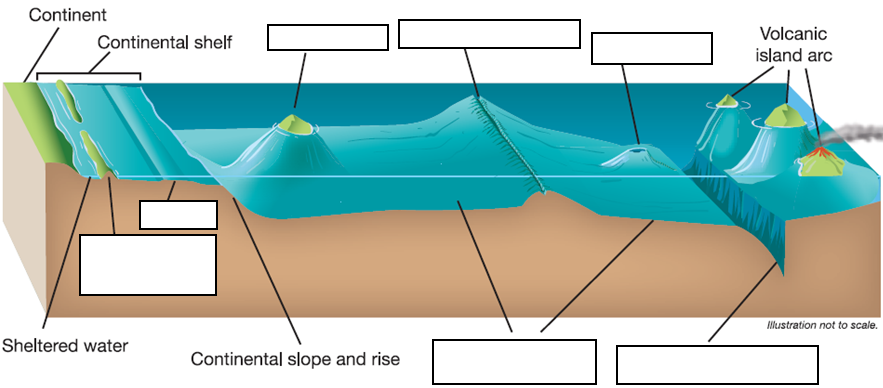 Continent
Continental shelf
Volcanic
island arc
Illustration not to scale.
Sheltered water
Continental slope and rise